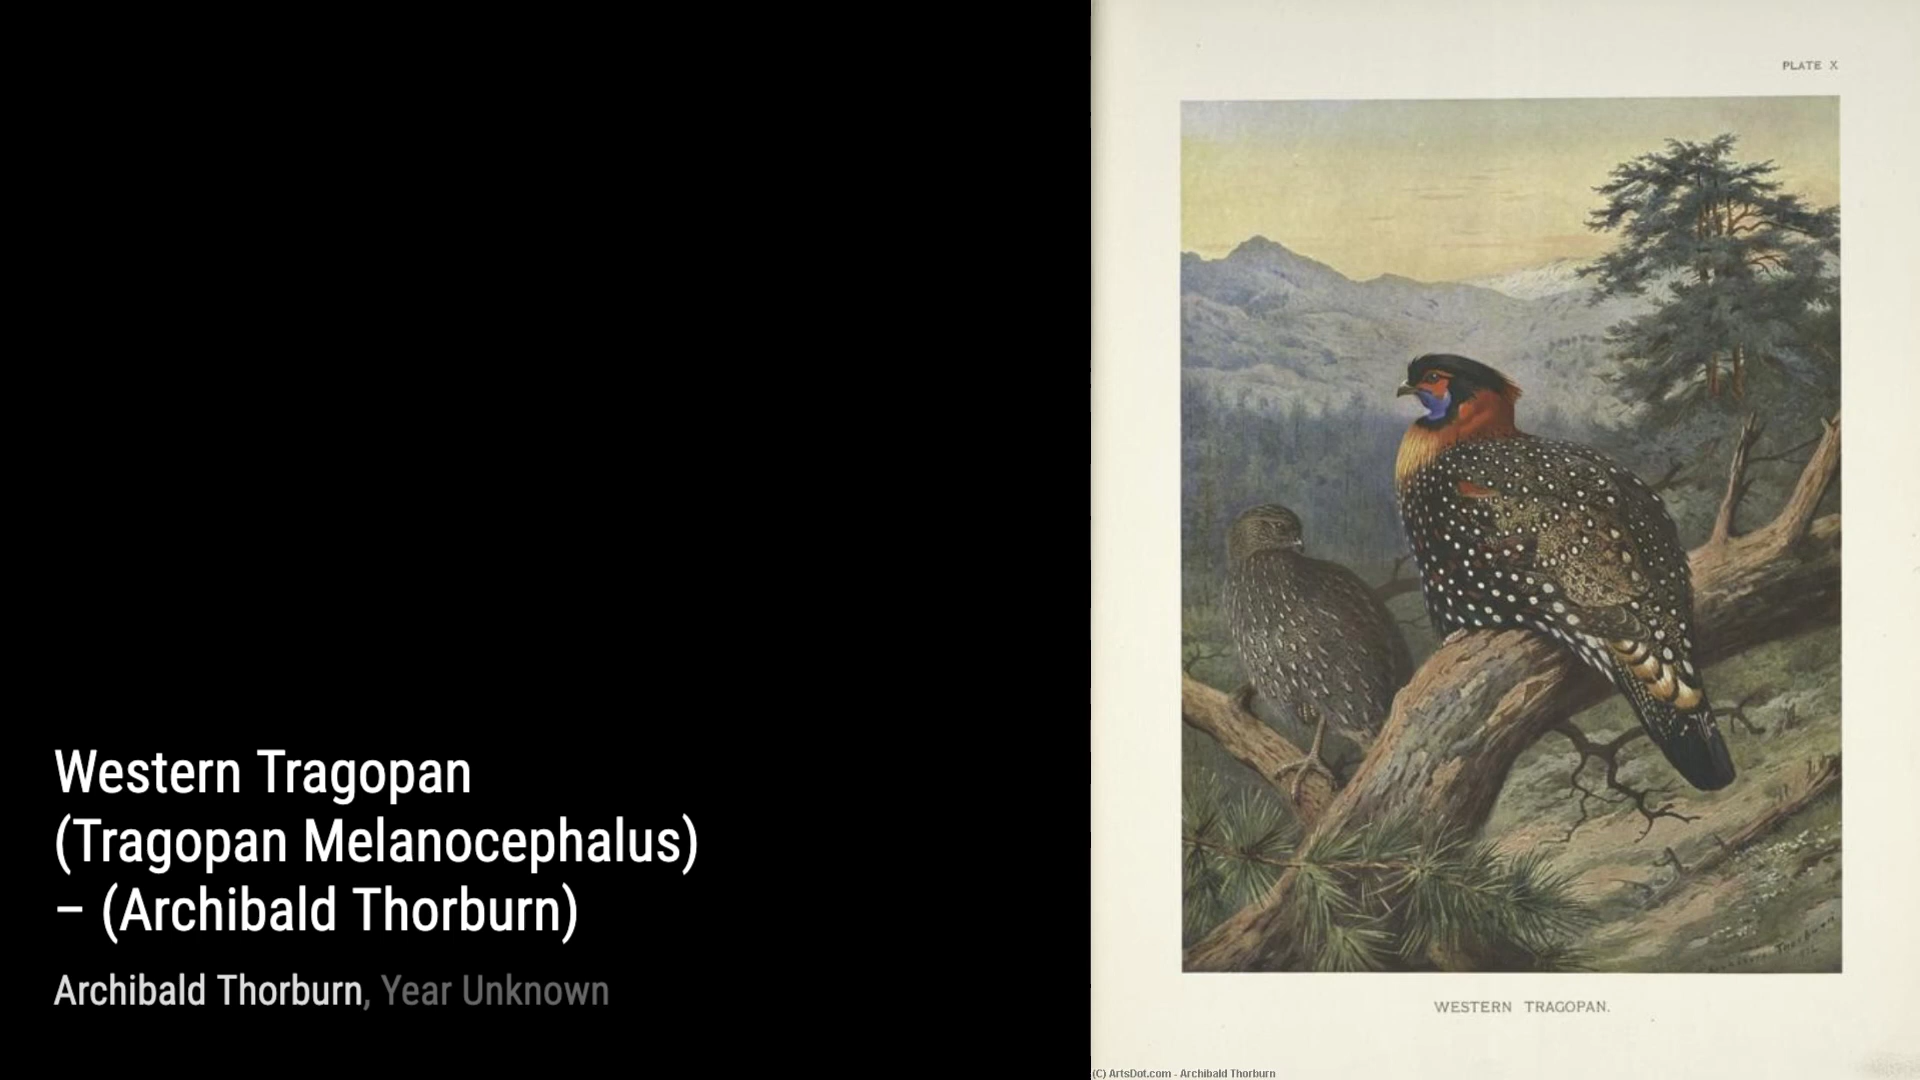 Western Tragopan
(Tragopan Melanocephalus)
– (Archibald Thorburn)
Archibald Thorburn, Year Unknown
PLATE X
WESTERN TRAGOPAN.
(C) ArtsDot.com - Archibald Thorburn